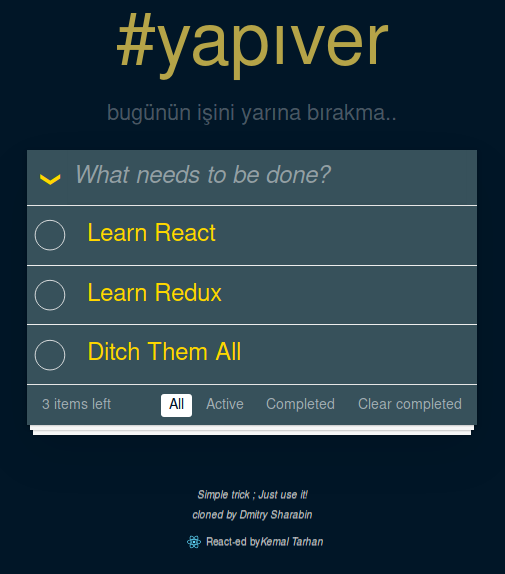 #yapıver
bugünün işini yarına bırakma..
What needs to be done?
Learn React
Learn Redux
Ditch Them All
3 items left All Active Completed Clear completed
Simple trick ; Just use it!
cloned by Dmitry Sharabin
React-ed byKemal Tarhan